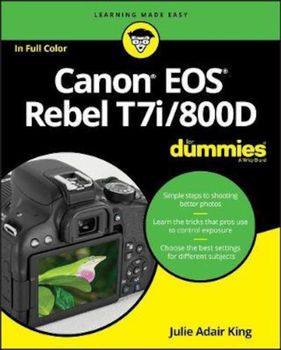 LEARNING MADE EASY
In Full Color
Canon® EOS®
Rebel T7i/800D
for
dummies
A Wiley Brand
Simple steps to shooting
better photos
Learn the tricks that pros use
to control exposure
Choose the best settings
for different subjects
Julie Adair King